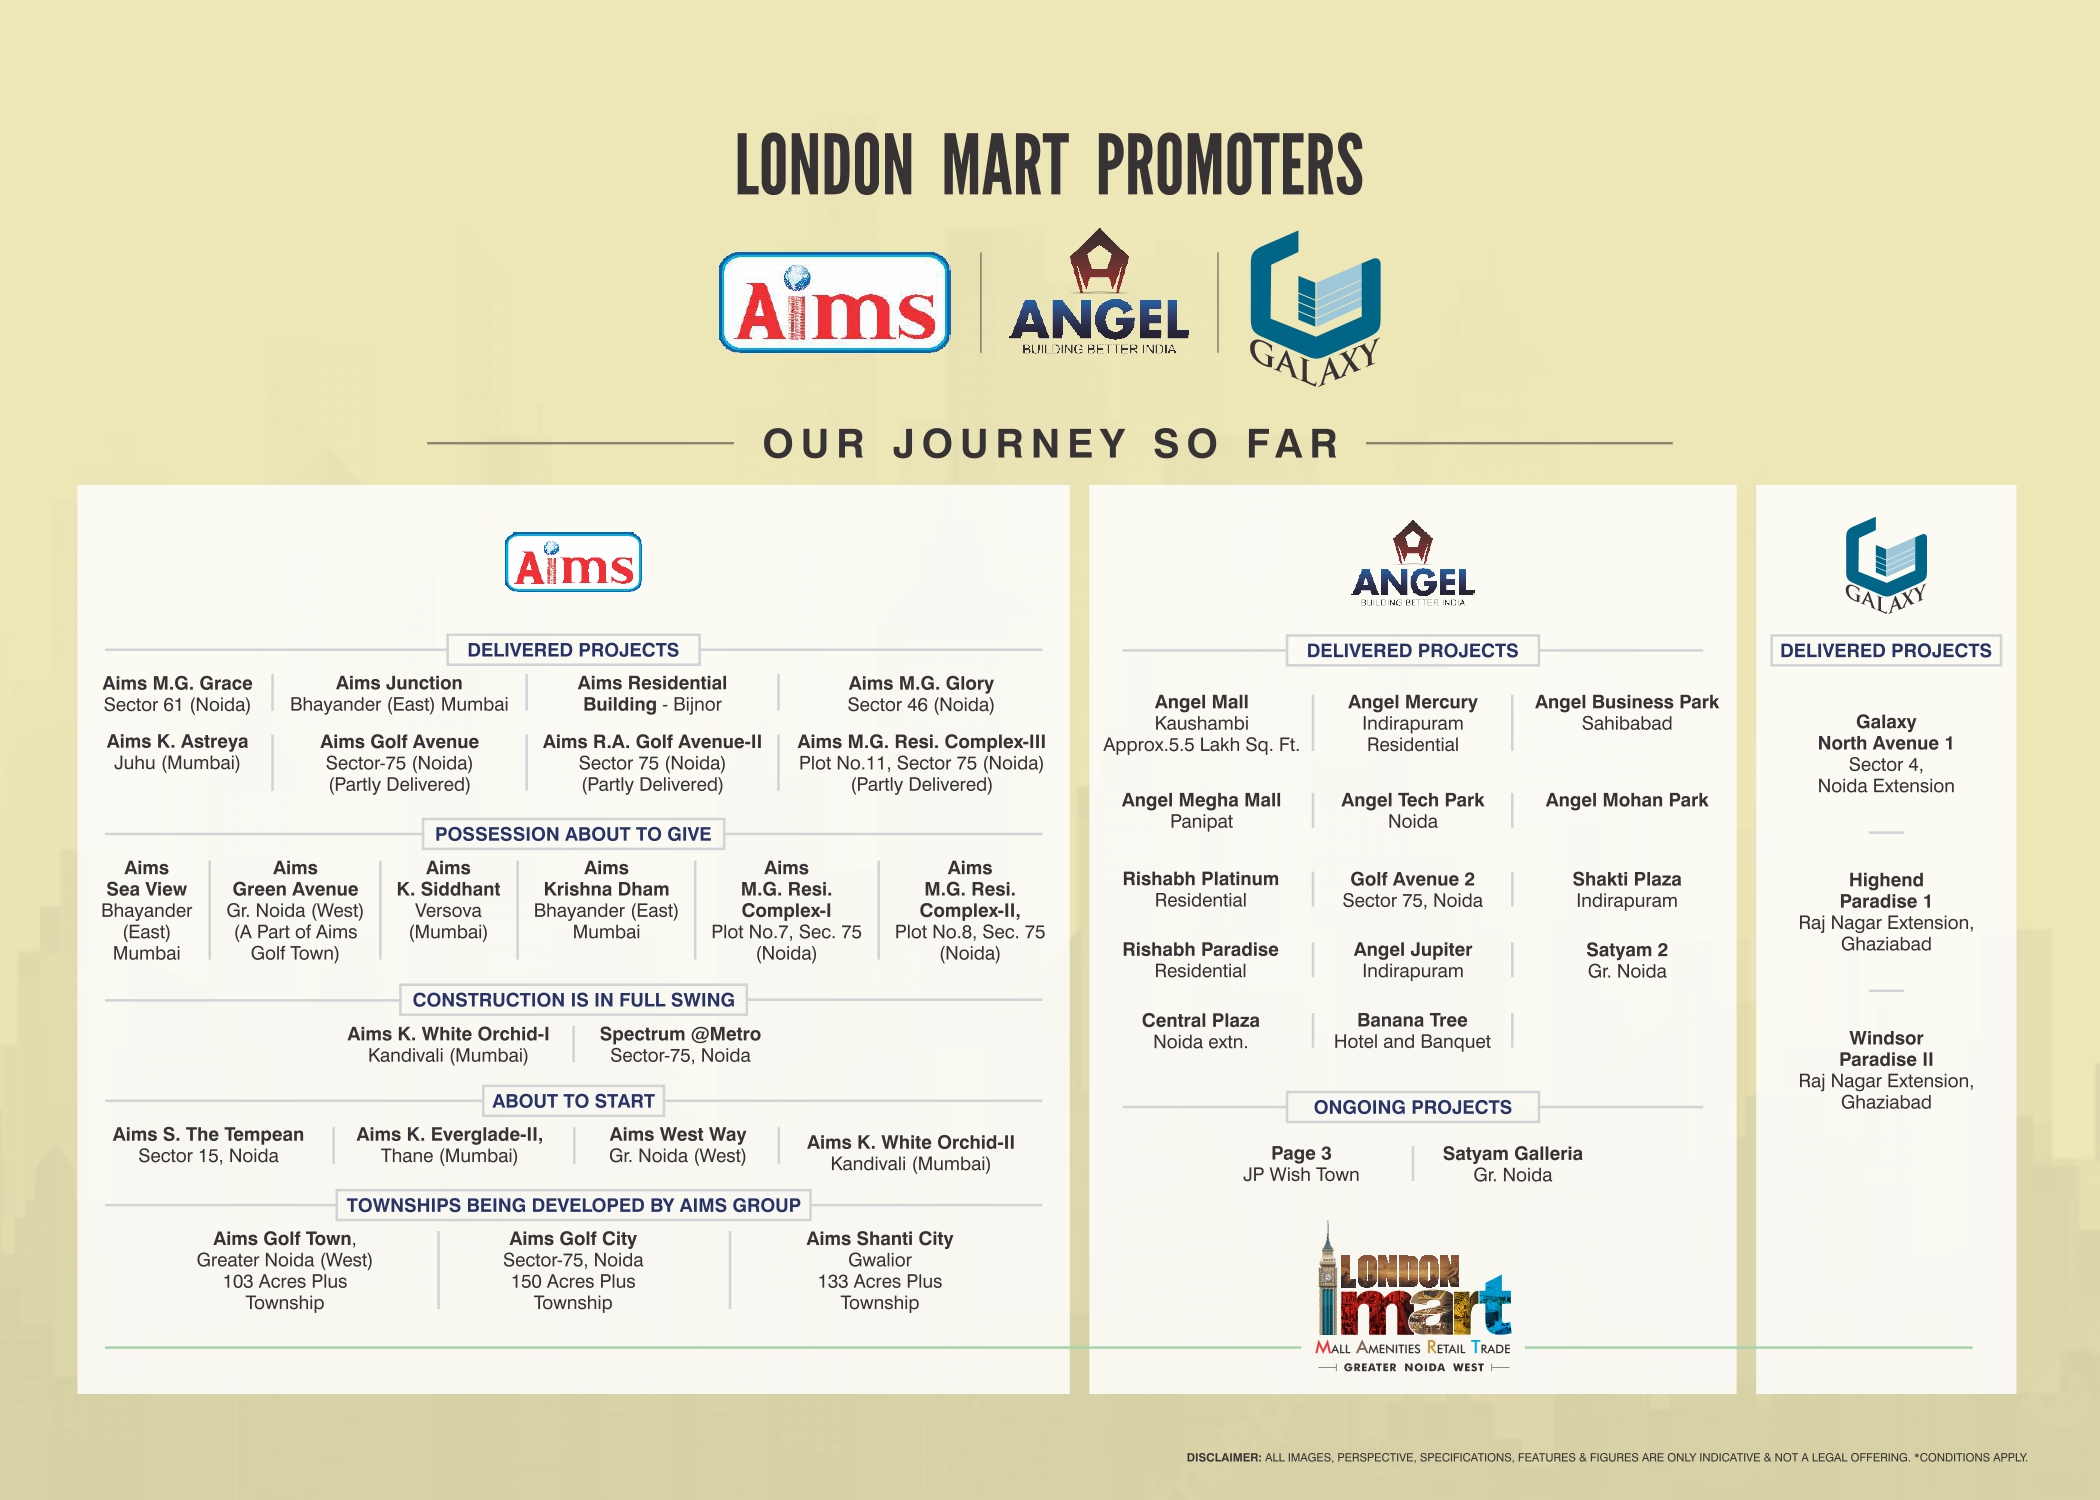 LONDON MART PROMOTERS
Aims
ANGEL
BUILDING BETTER INDIA
GALAXY
OUR JOURNEY SO FAR
Aims
DELIVERED PROJECTS
Aims M.G. Grace
Sector 61 (Noida)
Aims Junction
Bhayander (East) Mumbai
Aims Residential
Building - Bijnor
Aims M.G. Glory
Sector 46 (Noida)
Aims K. Astreya
Juhu (Mumbai)
Aims Golf Avenue
Sector-75 (Noida)
(Partly Delivered)
Aims R.A. Golf Avenue-II
Sector 75 (Noida)
(Partly Delivered)
Aims M.G. Resi. Complex-III
Plot No.11, Sector 75 (Noida)
(Partly Delivered)
POSSESSION ABOUT TO GIVE
Aims
Sea View
Bhayander
(East)
Mumbai
Aims
Green Avenue
Gr. Noida (West)
(A Part of Aims
Golf Town)
Aims
K. Siddhant
Versova
(Mumbai)
Aims
Krishna Dham
Bhayander (East)
Mumbai
Aims
M.G. Resi.
Complex-I
Plot No.7, Sec. 75
(Noida)
Aims
M.G. Resi.
Complex-II,
Plot No.8, Sec. 75
(Noida)
CONSTRUCTION IS IN FULL SWING
Aims K. White Orchid-I
Kandivali (Mumbai)
Spectrum @Metro
Sector-75, Noida
ABOUT TO START
Aims S. The Tempean
Sector 15, Noida
Aims K. Everglade-II,
Thane (Mumbai)
Aims West Way
Gr. Noida (West)
Aims K. White Orchid-II
Kandivali (Mumbai)
TOWNSHIPS BEING DEVELOPED BY AIMS GROUP
Aims Golf Town,
Greater Noida (West)
103 Acres Plus
Township
Aims Golf City
Sector-75, Noida
150 Acres Plus
Township
Aims Shanti City
Gwalior
133 Acres Plus
Township
ANGEL
BUILDING BETTER INDIA
DELIVERED PROJECTS
Angel Mall
Kaushambi
Approx.5.5 Lakh Sq. Ft.
Angel Mercury
Indirapuram
Residential
Angel Business Park
Sahibabad
Angel Megha Mall
Panipat
Angel Tech Park
Noida
Angel Mohan Park
Rishabh Platinum
Residential
Golf Avenue 2
Sector 75, Noida
Shakti Plaza
Indirapuram
Rishabh Paradise
Residential
Angel Jupiter
Indirapuram
Satyam 2
Gr. Noida
Central Plaza
Noida extn.
Banana Tree
Hotel and Banquet
ONGOING PROJECTS
Page 3
JP Wish Town
Satyam Galleria
Gr. Noida
LONDON
mart
MALL AMENITIES RETAIL TRADE
GREATER NOIDA WEST
GALAXY
DELIVERED PROJECTS
Galaxy
North Avenue 1
Sector 4,
Noida Extension
Highend
Paradise 1
Raj Nagar Extension,
Ghaziabad
Windsor
Paradise II
Raj Nagar Extension,
Ghaziabad
DISCLAIMER: ALL IMAGES, PERSPECTIVE, SPECIFICATIONS, FEATURES & FIGURES ARE ONLY INDICATIVE & NOT A LEGAL OFFERING. *CONDITIONS APPLY.